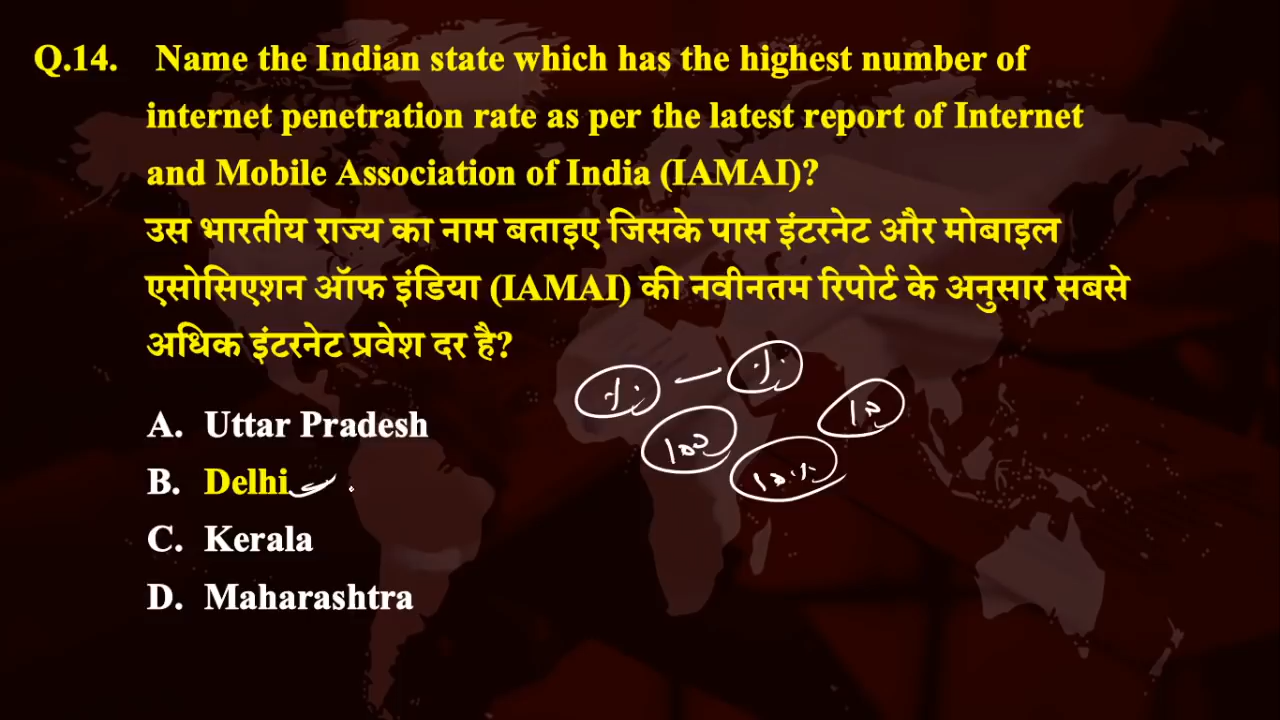 Q.14. Name the Indian state which has the highest number of
internet penetration rate as per the latest report of Internet
and Mobile Association of India (IAMAI)?
उस भारतीय राज्य का नाम बताइए जिसके पास इंटरनेट और मोबाइल
एसोसिएशन ऑफ इंडिया (IAMAI) की नवीनतम रिपोर्ट के अनुसार सबसे
अधिक इंटरनेट प्रवेश दर है?
A. Uttar Pradesh
B. Delhi
C. Kerala
D. Maharashtra